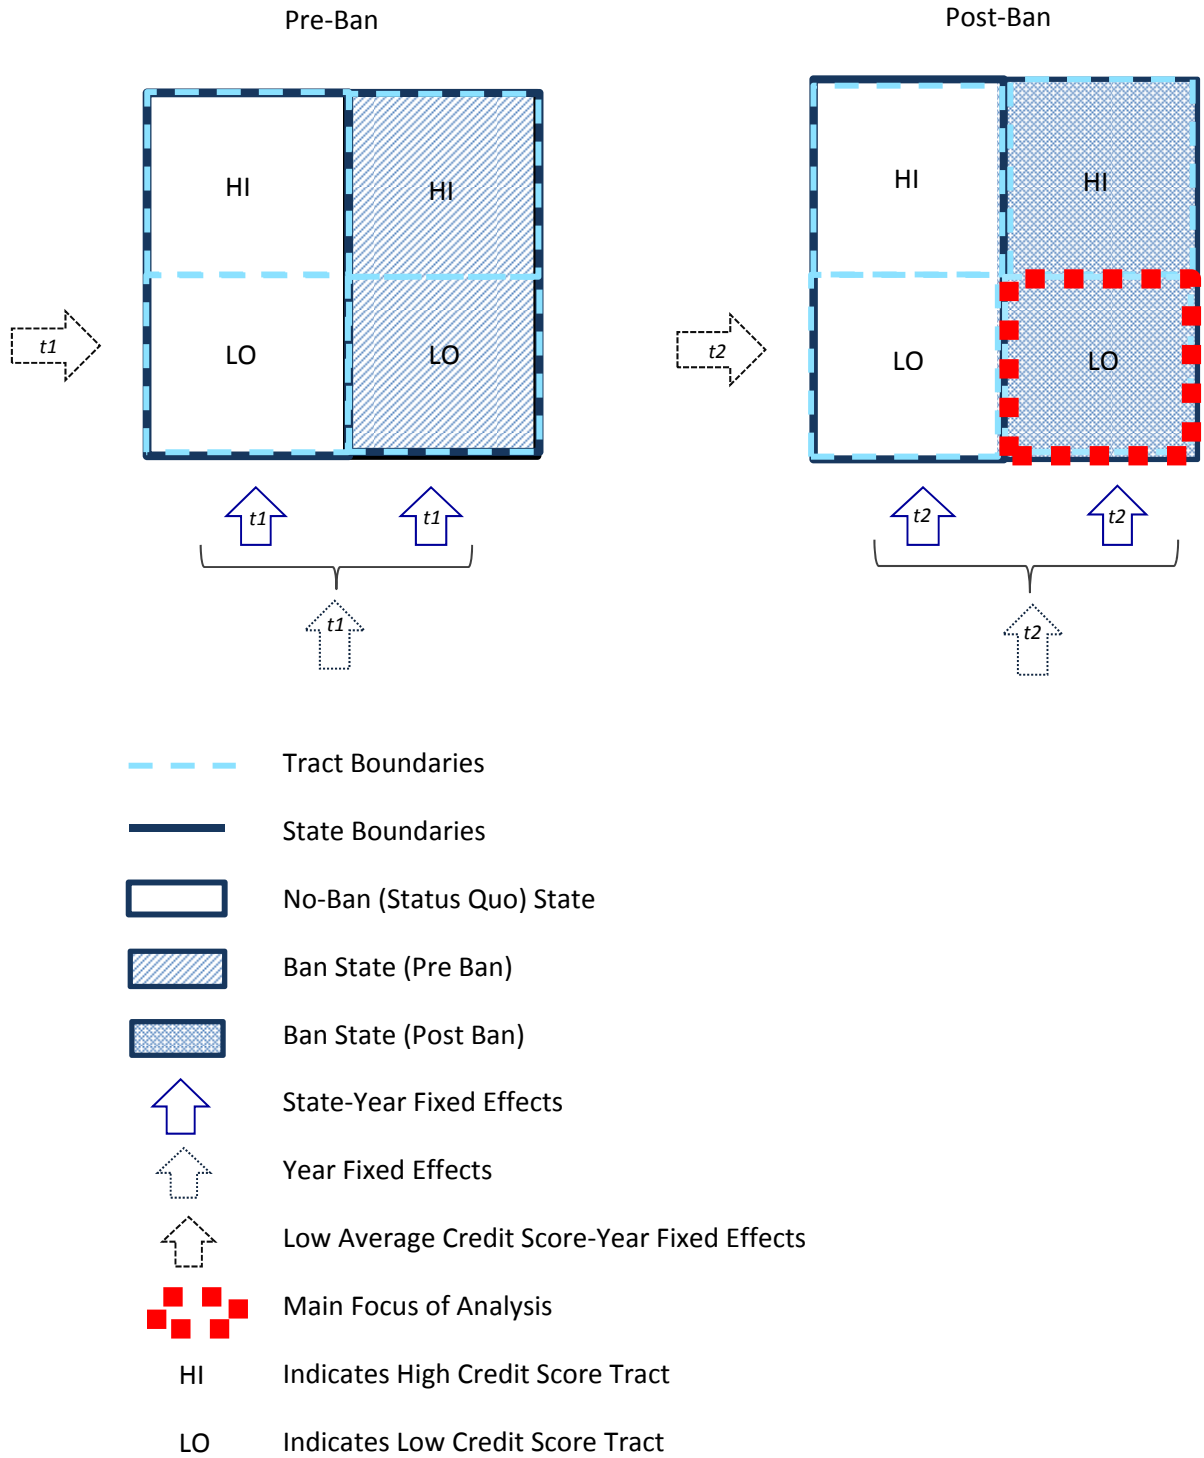 Pre-Ban
Post-Ban
HI
HI
HI
HI
t1
LO
LO
t2
LO
LO
t1
t1
t2
t2
t1
t2
Tract Boundaries
State Boundaries
No-Ban (Status Quo) State
Ban State (Pre Ban)
Ban State (Post Ban)
State-Year Fixed Effects
Year Fixed Effects
Low Average Credit Score-Year Fixed Effects
Main Focus of Analysis
HI Indicates High Credit Score Tract
LO Indicates Low Credit Score Tract